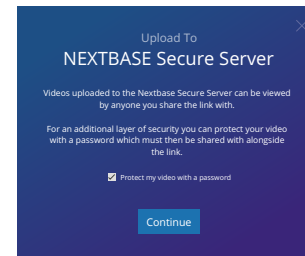 Upload To
NEXTBASE Secure Server
Videos uploaded to the Nextbase Secure Server can be viewed
by anyone you share the link with.
For an additional layer of security you can protect your video
with a password which must then be shared with alongside
the link.
Protect my video with a password
Continue